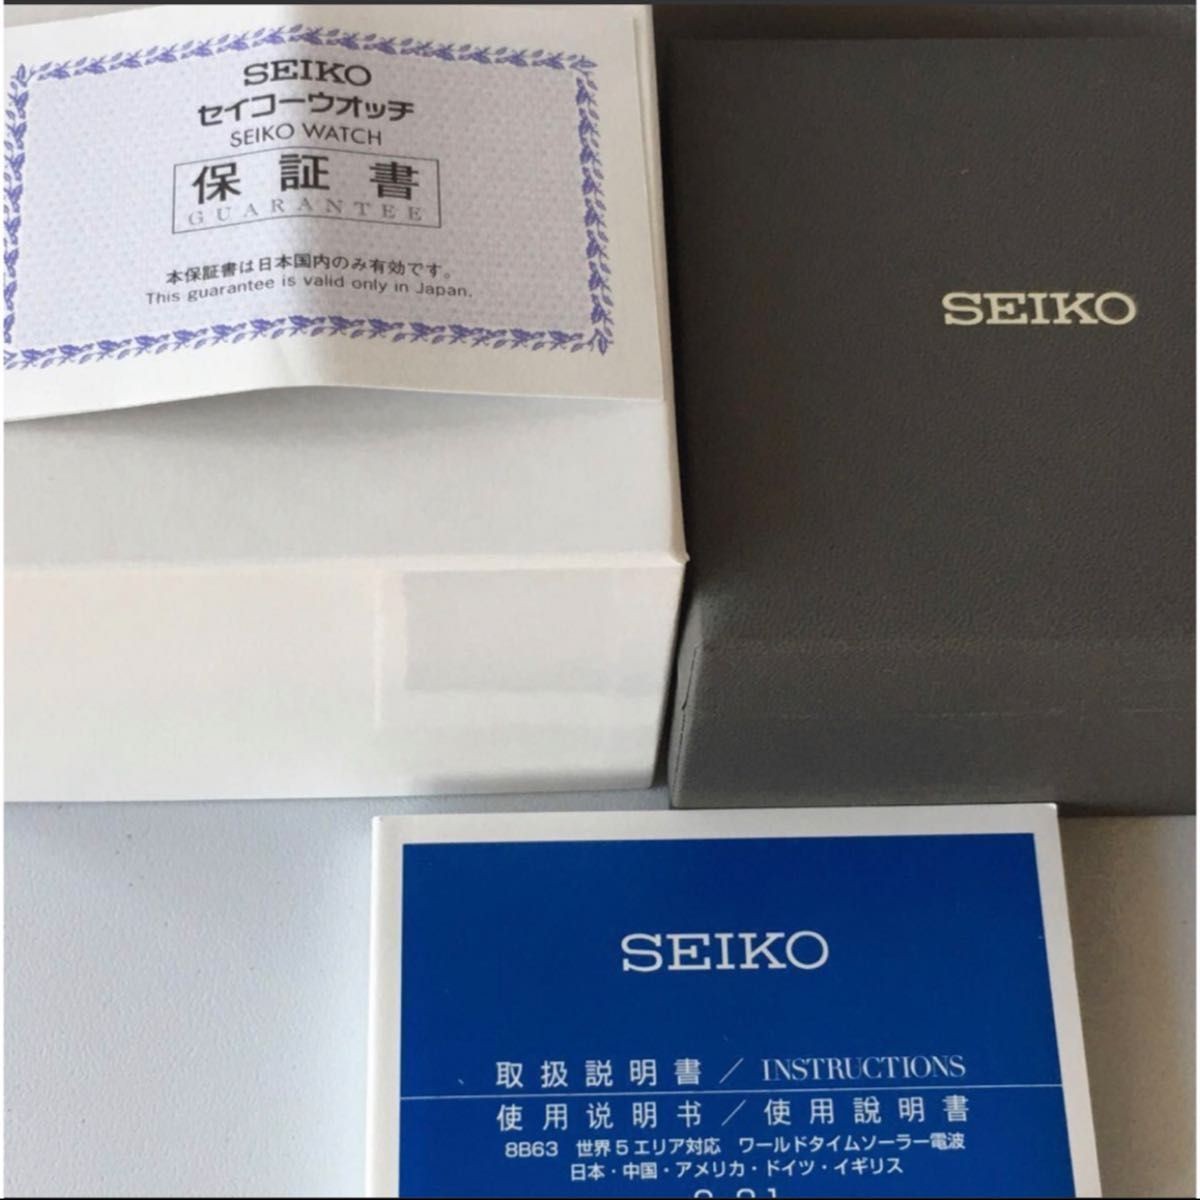 SEIKO
セイコーウオッチ
SEIKO WATCH
保証書
GUARANTEE
本保証書は日本国内のみ有効です。
This guarantee is valid only in Japan.
SEIKO
SEIKO
取扱説明書／INSTRUCTIONS
使用说明书／使用說明書
8B63 世界5エリア対応 ワールドタイムソーラー電波
日本・中国・アメリカ・ドイツ・イギリス